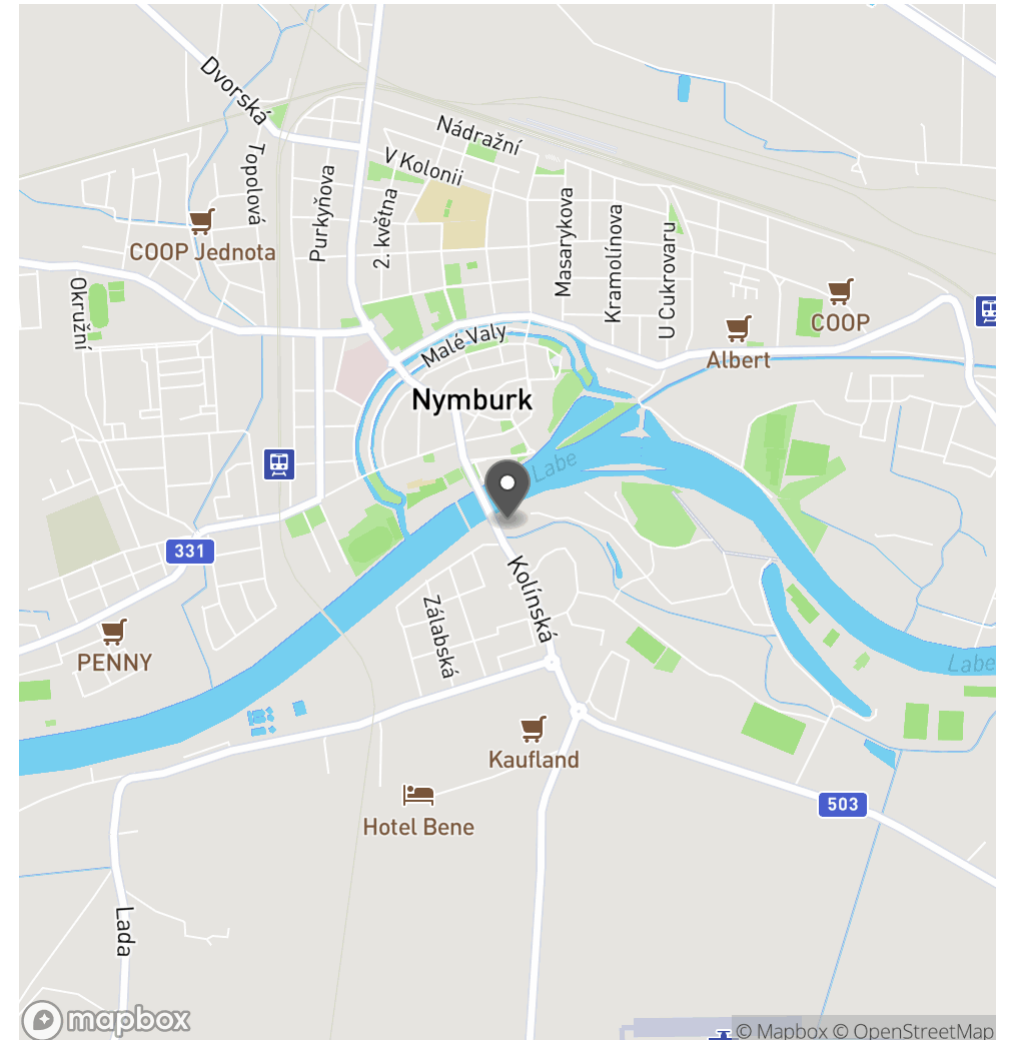 Dvorská
Nádražní
V Kolonii
Topolová
Purkyňova
2. května
Masarykova
Kramolínova
U Cukrovaru
COOP Jednota
Okružní
COOP
Albert
Malé Valy
Nymburk
Labe
331
Kolínská
Zálabská
PENNY
Labe
Kaufland
503
Hotel Bene
Lada
mapbox
© Mapbox © OpenStreetMap